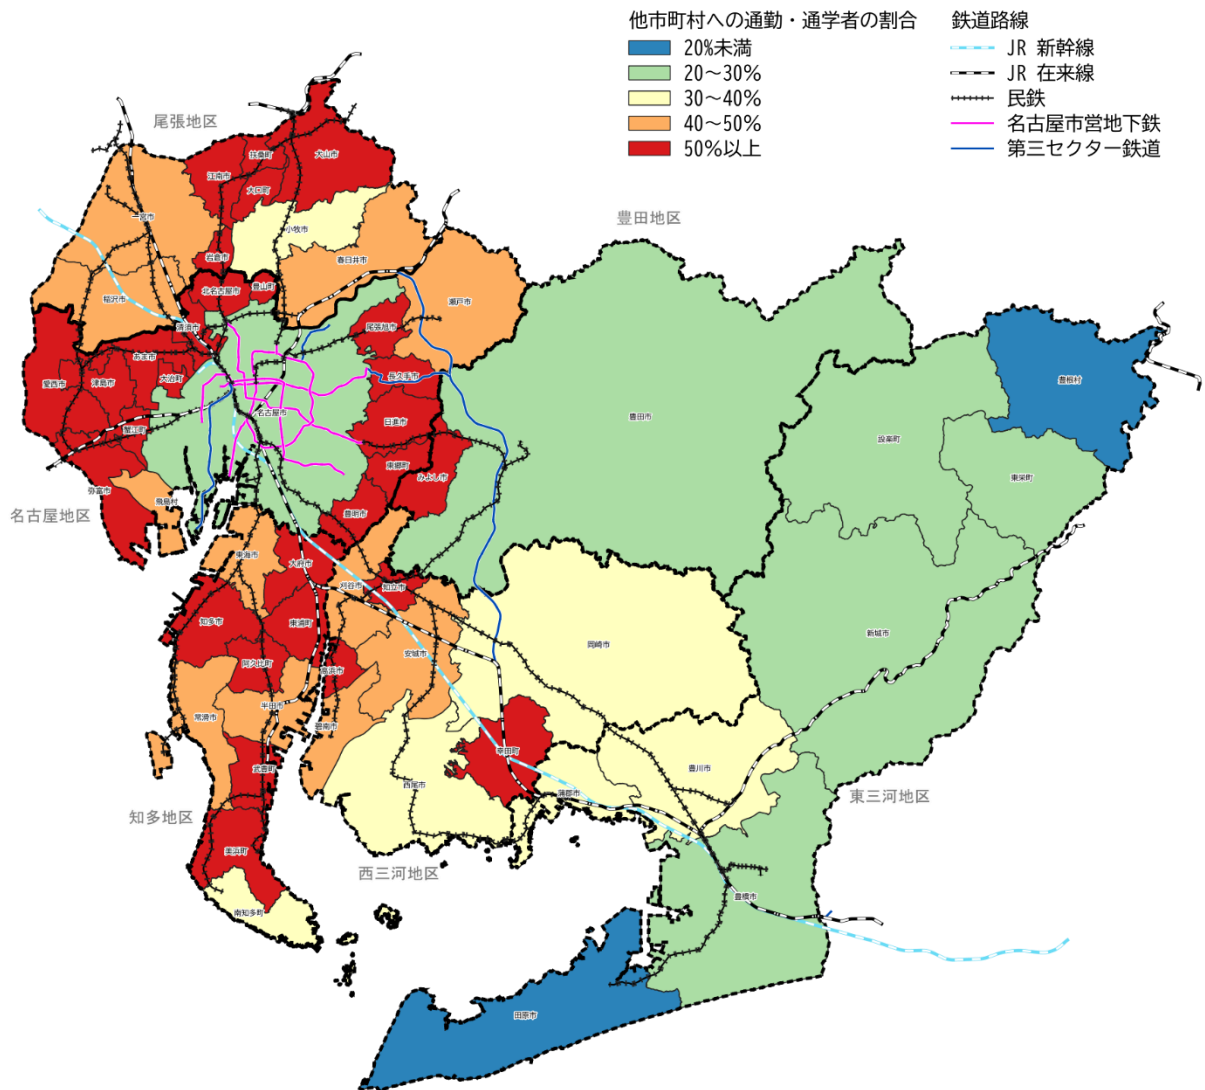 他市町村への通勤・通学者の割合
20%未満
20～30%
30～40%
40～50%
50%以上
鉄道路線
JR 新幹線
JR 在来線
民鉄
名古屋市営地下鉄
第三セクター鉄道
尾張地区
扶桑町
犬山市
江南市
大口町
一宮市
小牧市
岩倉市
春日井市
豊田地区
北名古屋市
豊山町
稲沢市
瀬戸市
清須市
尾張旭市
あま市
愛西市
津島市
大治町
長久手市
豊根村
名古屋市
豊田市
日進市
蟹江町
設楽町
東郷町
みよし市
東栄町
弥富市
飛島村
名古屋地区
豊明市
東海市
大府市
刈谷市
知立市
知多市
東浦町
新城市
岡崎市
安城市
阿久比町
高浜市
半田市
常滑市
碧南市
幸田町
武豊町
豊川市
西尾市
蒲郡市
東三河地区
知多地区
美浜町
西三河地区
豊橋市
南知多町
田原市